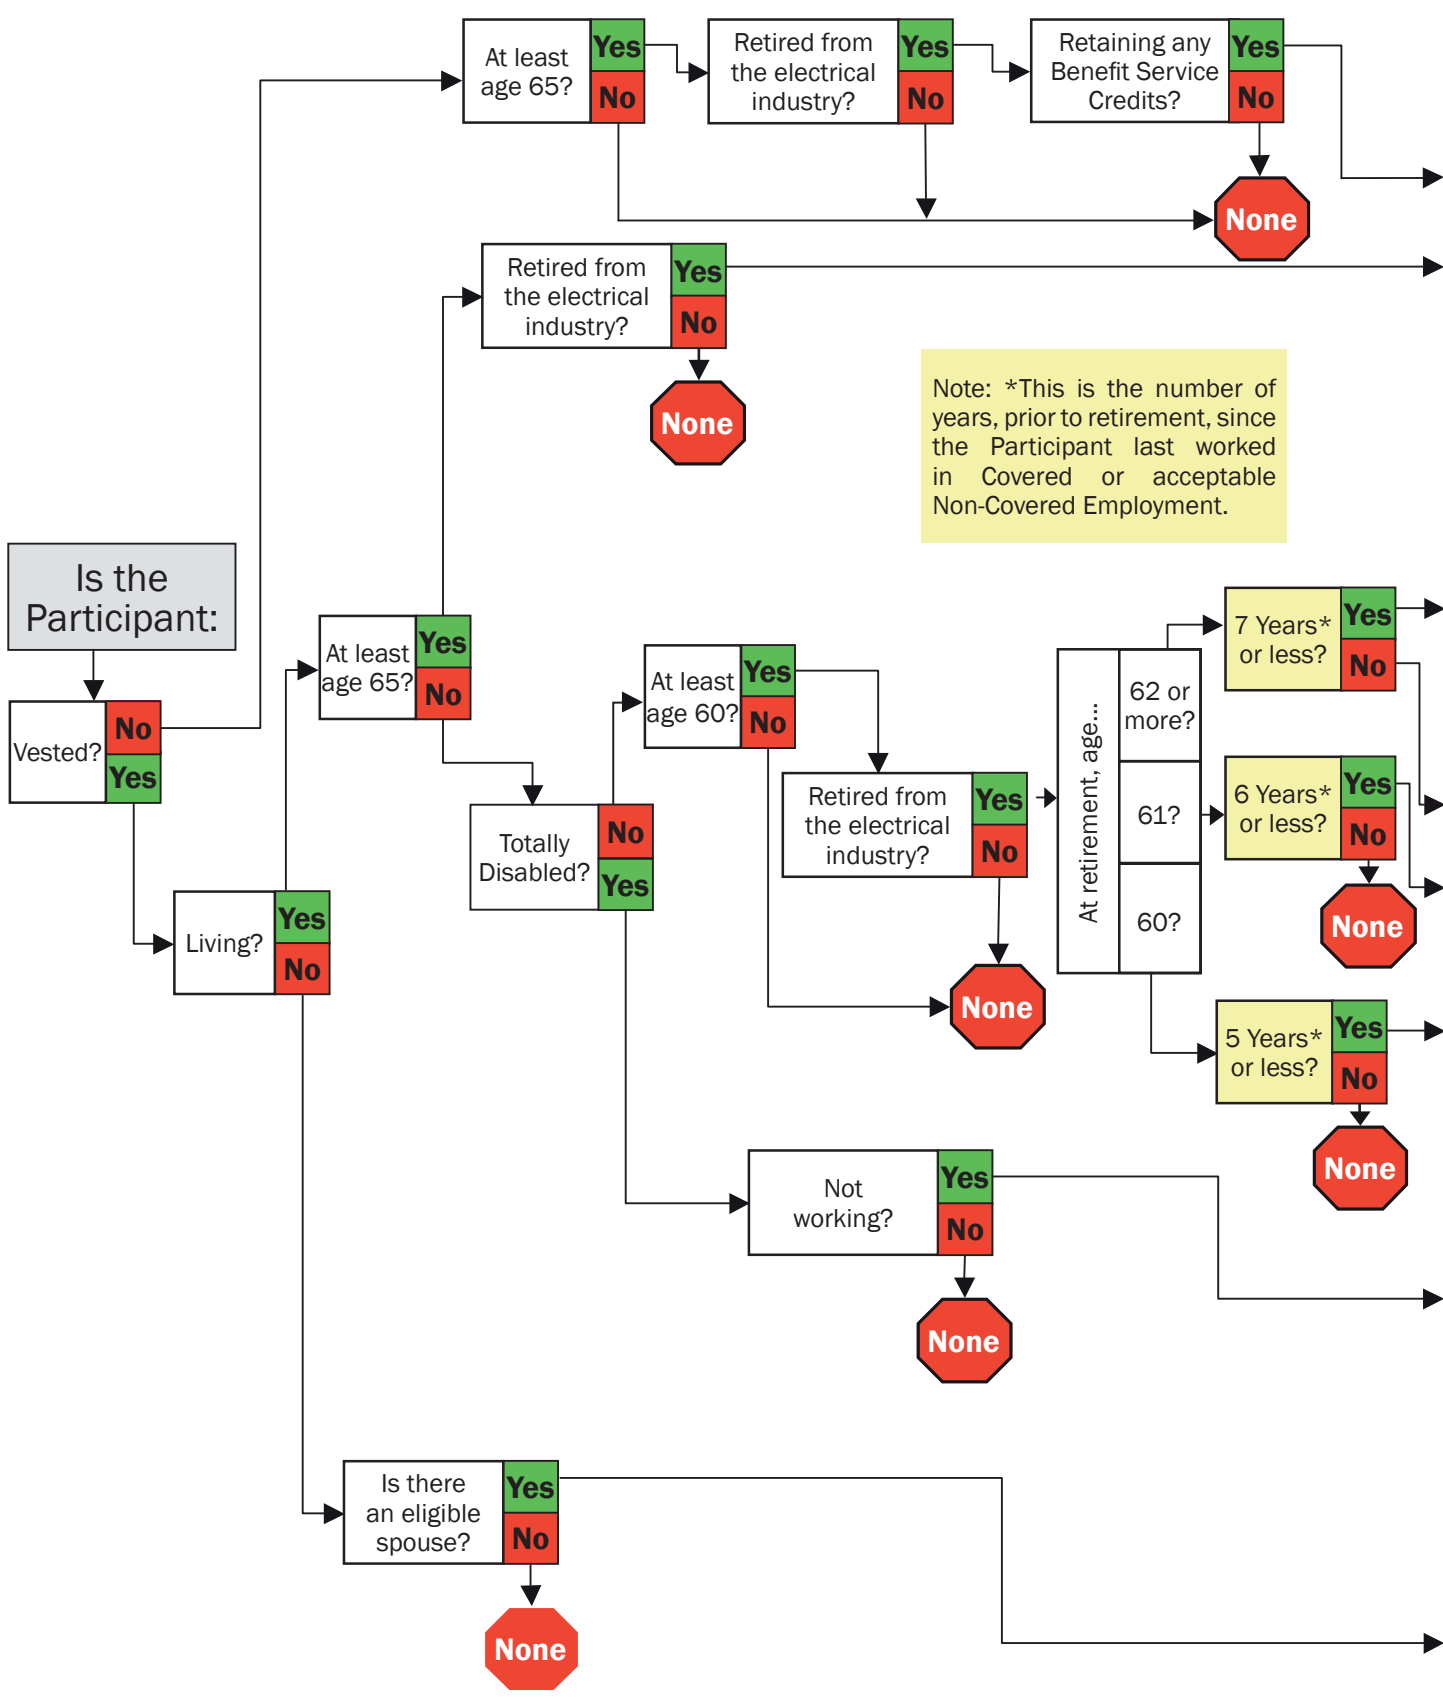 At least
age 65?
Yes
No
Retired from
the electrical
industry?
Yes
No
Retaining any
Benefit Service
Credits?
Yes
No
None
Retired from
the electrical
industry?
Yes
No
None
Note: *This is the number of
years, prior to retirement, since
the Participant last worked
in Covered or acceptable
Non-Covered Employment.
Is the
Participant:
Vested?
No
Yes
Living?
Yes
No
At least
age 65?
Yes
No
Totally
Disabled?
No
Yes
At least
age 60?
Yes
No
Retired from
the electrical
industry?
Yes
No
None
At retirement, age...
62 or
more?
61?
60?
7 Years*
or less?
Yes
No
6 Years*
or less?
Yes
No
None
5 Years*
or less?
Yes
No
None
Not
working?
Yes
No
None
Is there
an eligible
spouse?
Yes
No
None